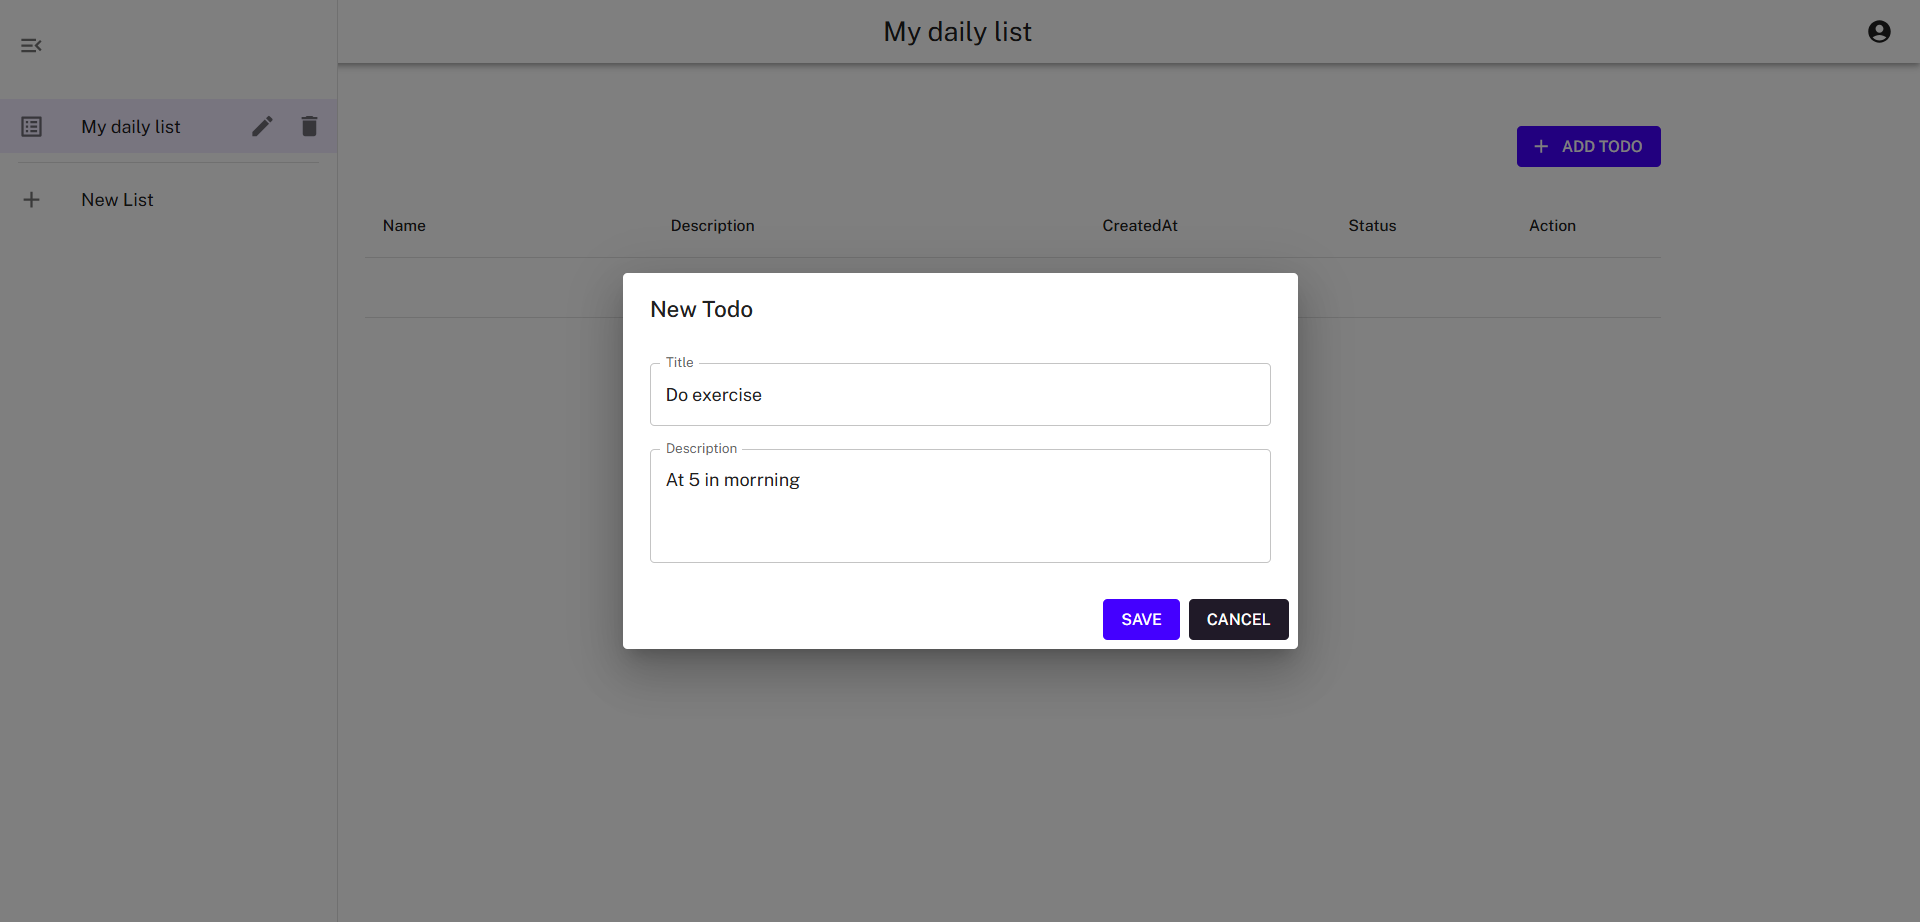 My daily list
My daily list
New List
ADD TODO
Name Description CreatedAt Status Action
New Todo
Title
Do exercise
Description
At 5 in morrning
SAVE CANCEL